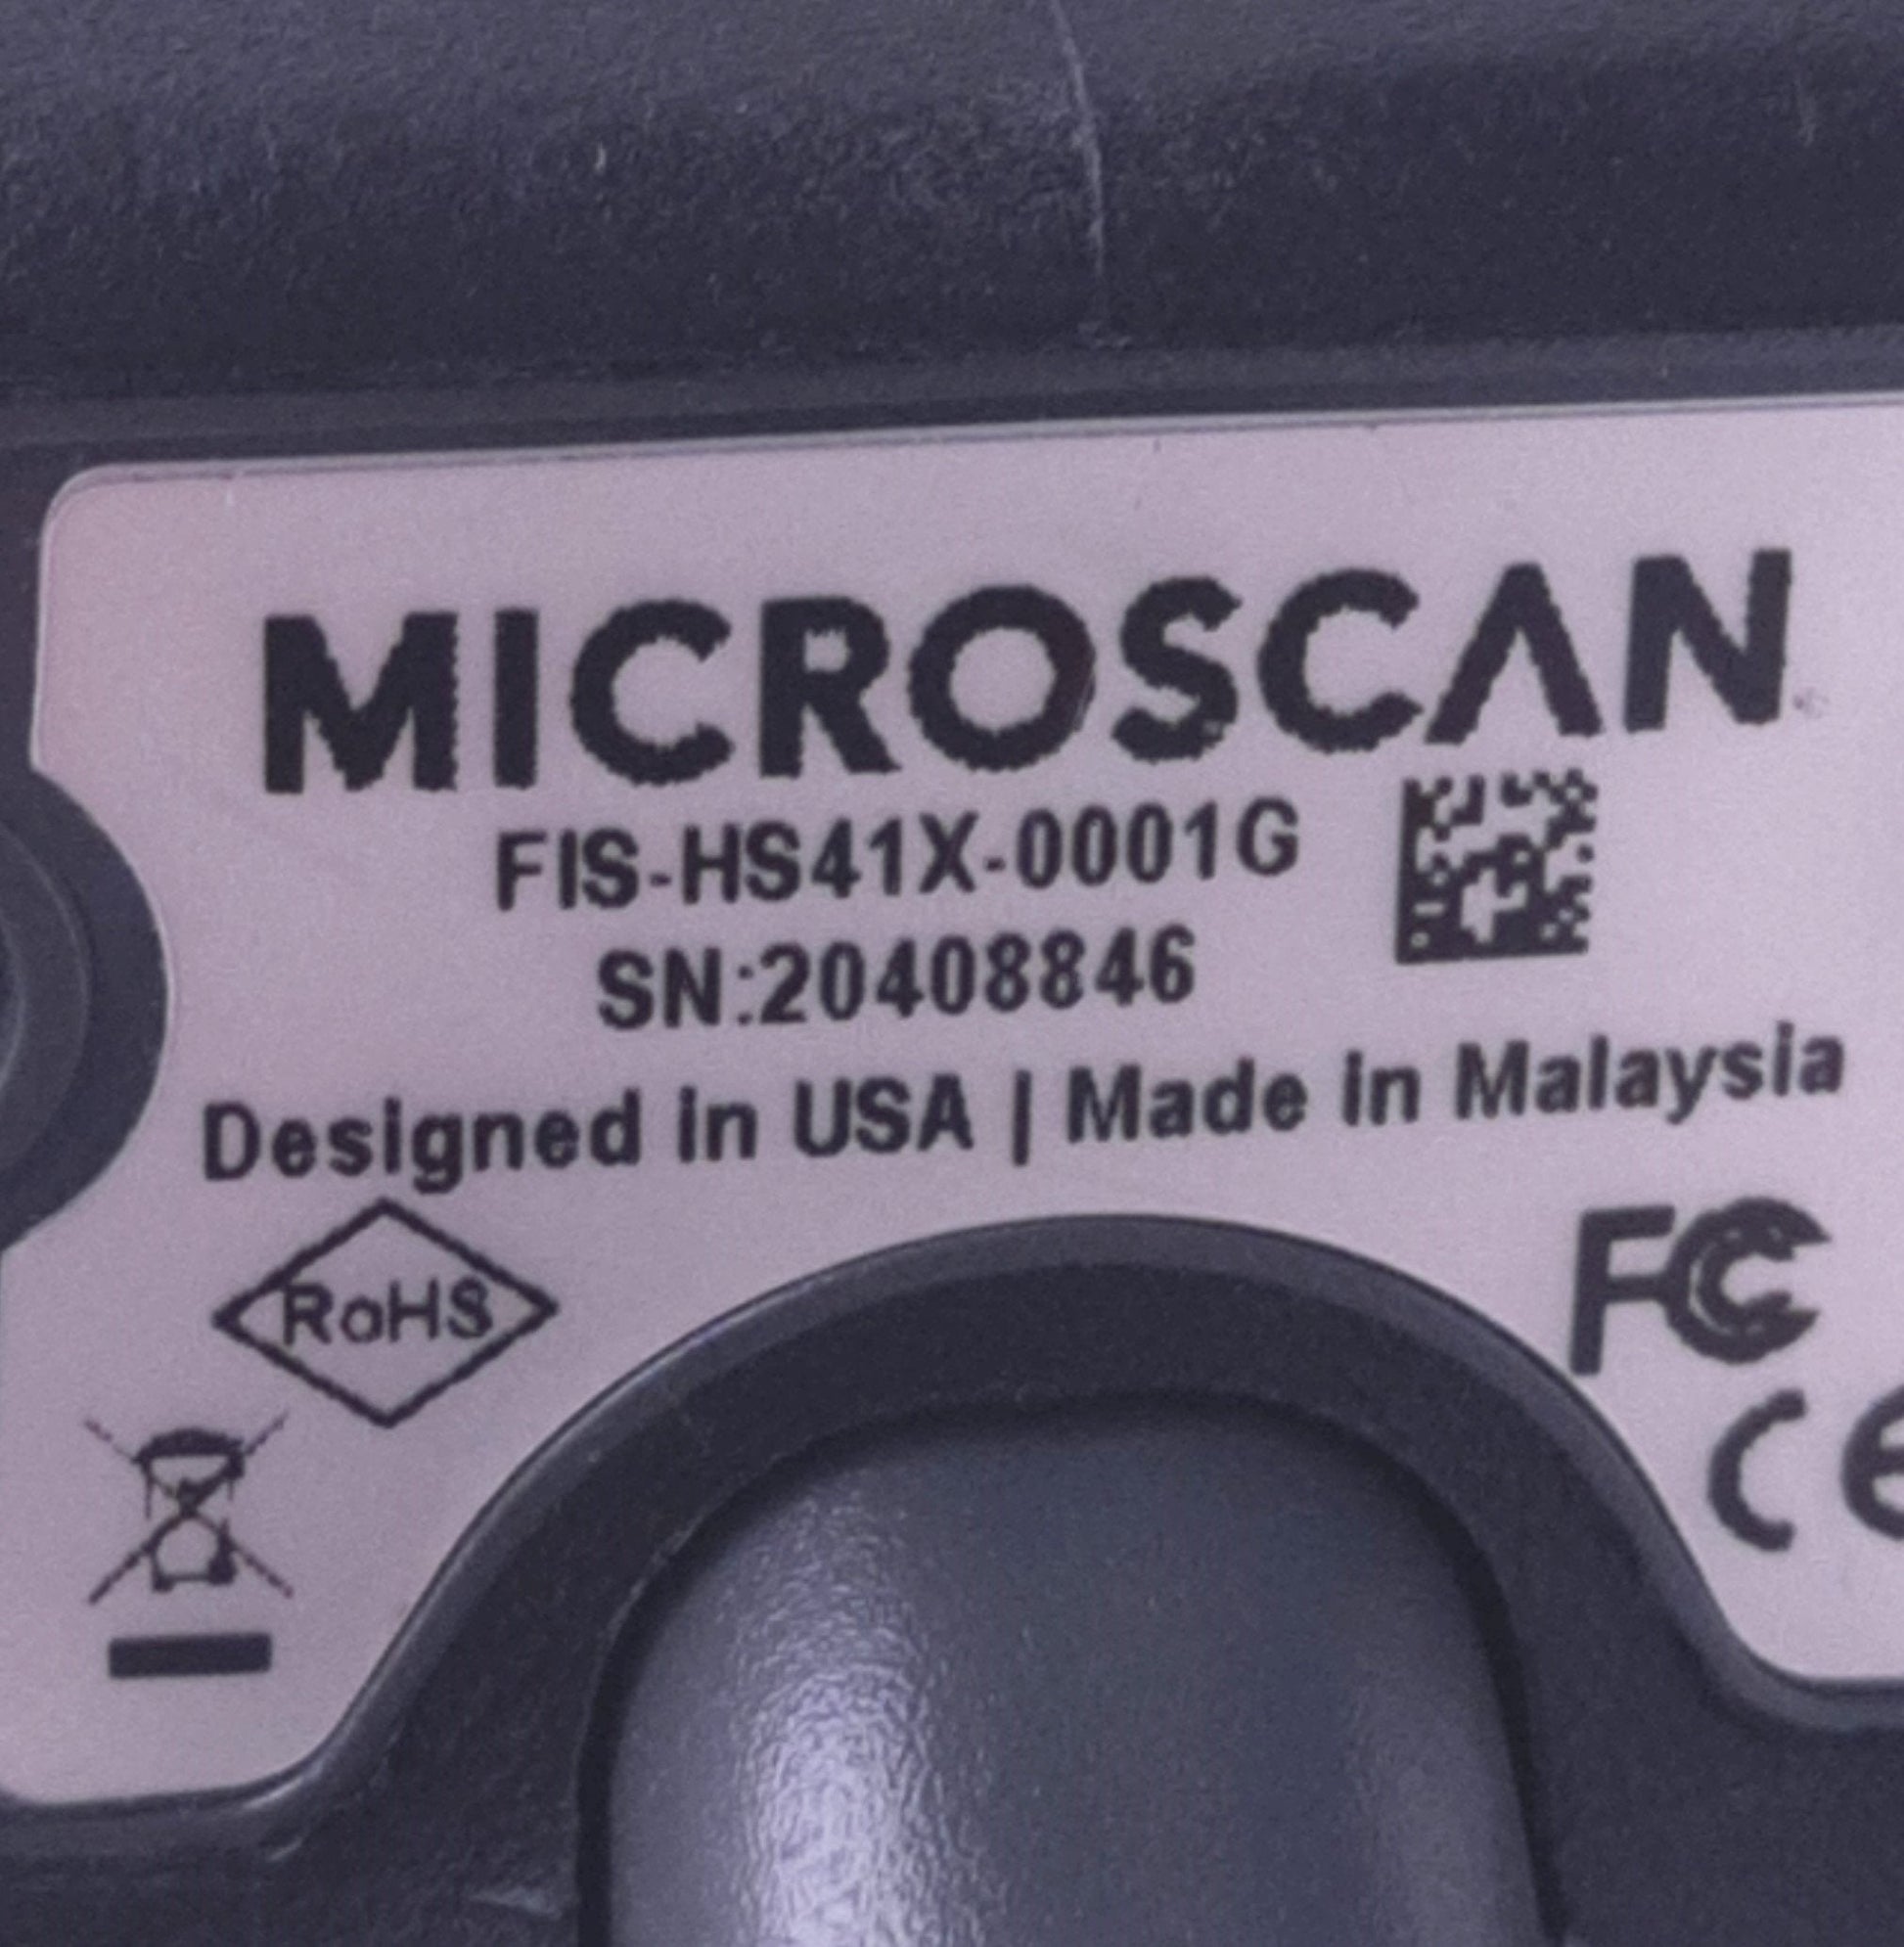 MICROSCAN
FIS-HS41X-0001G
SN:20408846
Designed in USA | Made in Malaysia
RoHS
FC
CE